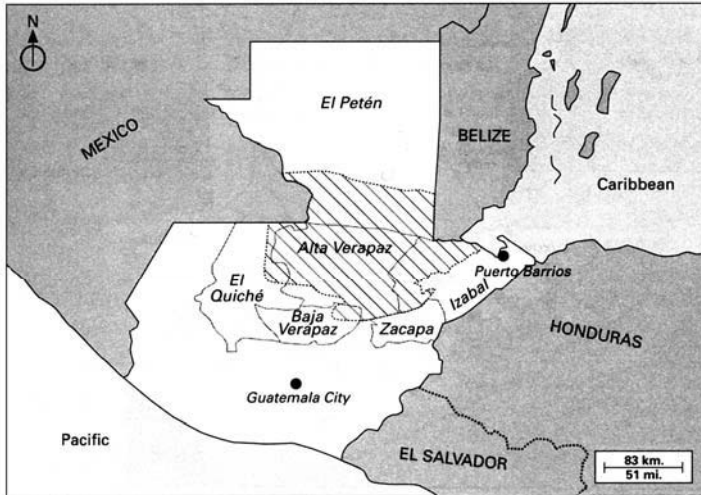 N
El Petén
MEXICO
BELIZE
Caribbean
Alta Verapaz
El
Quiché
Puerto Barrios
Izabal
Baja
Verapaz
Zacapa
HONDURAS
Guatemala City
Pacific
EL SALVADOR
83 km.
51 mi.